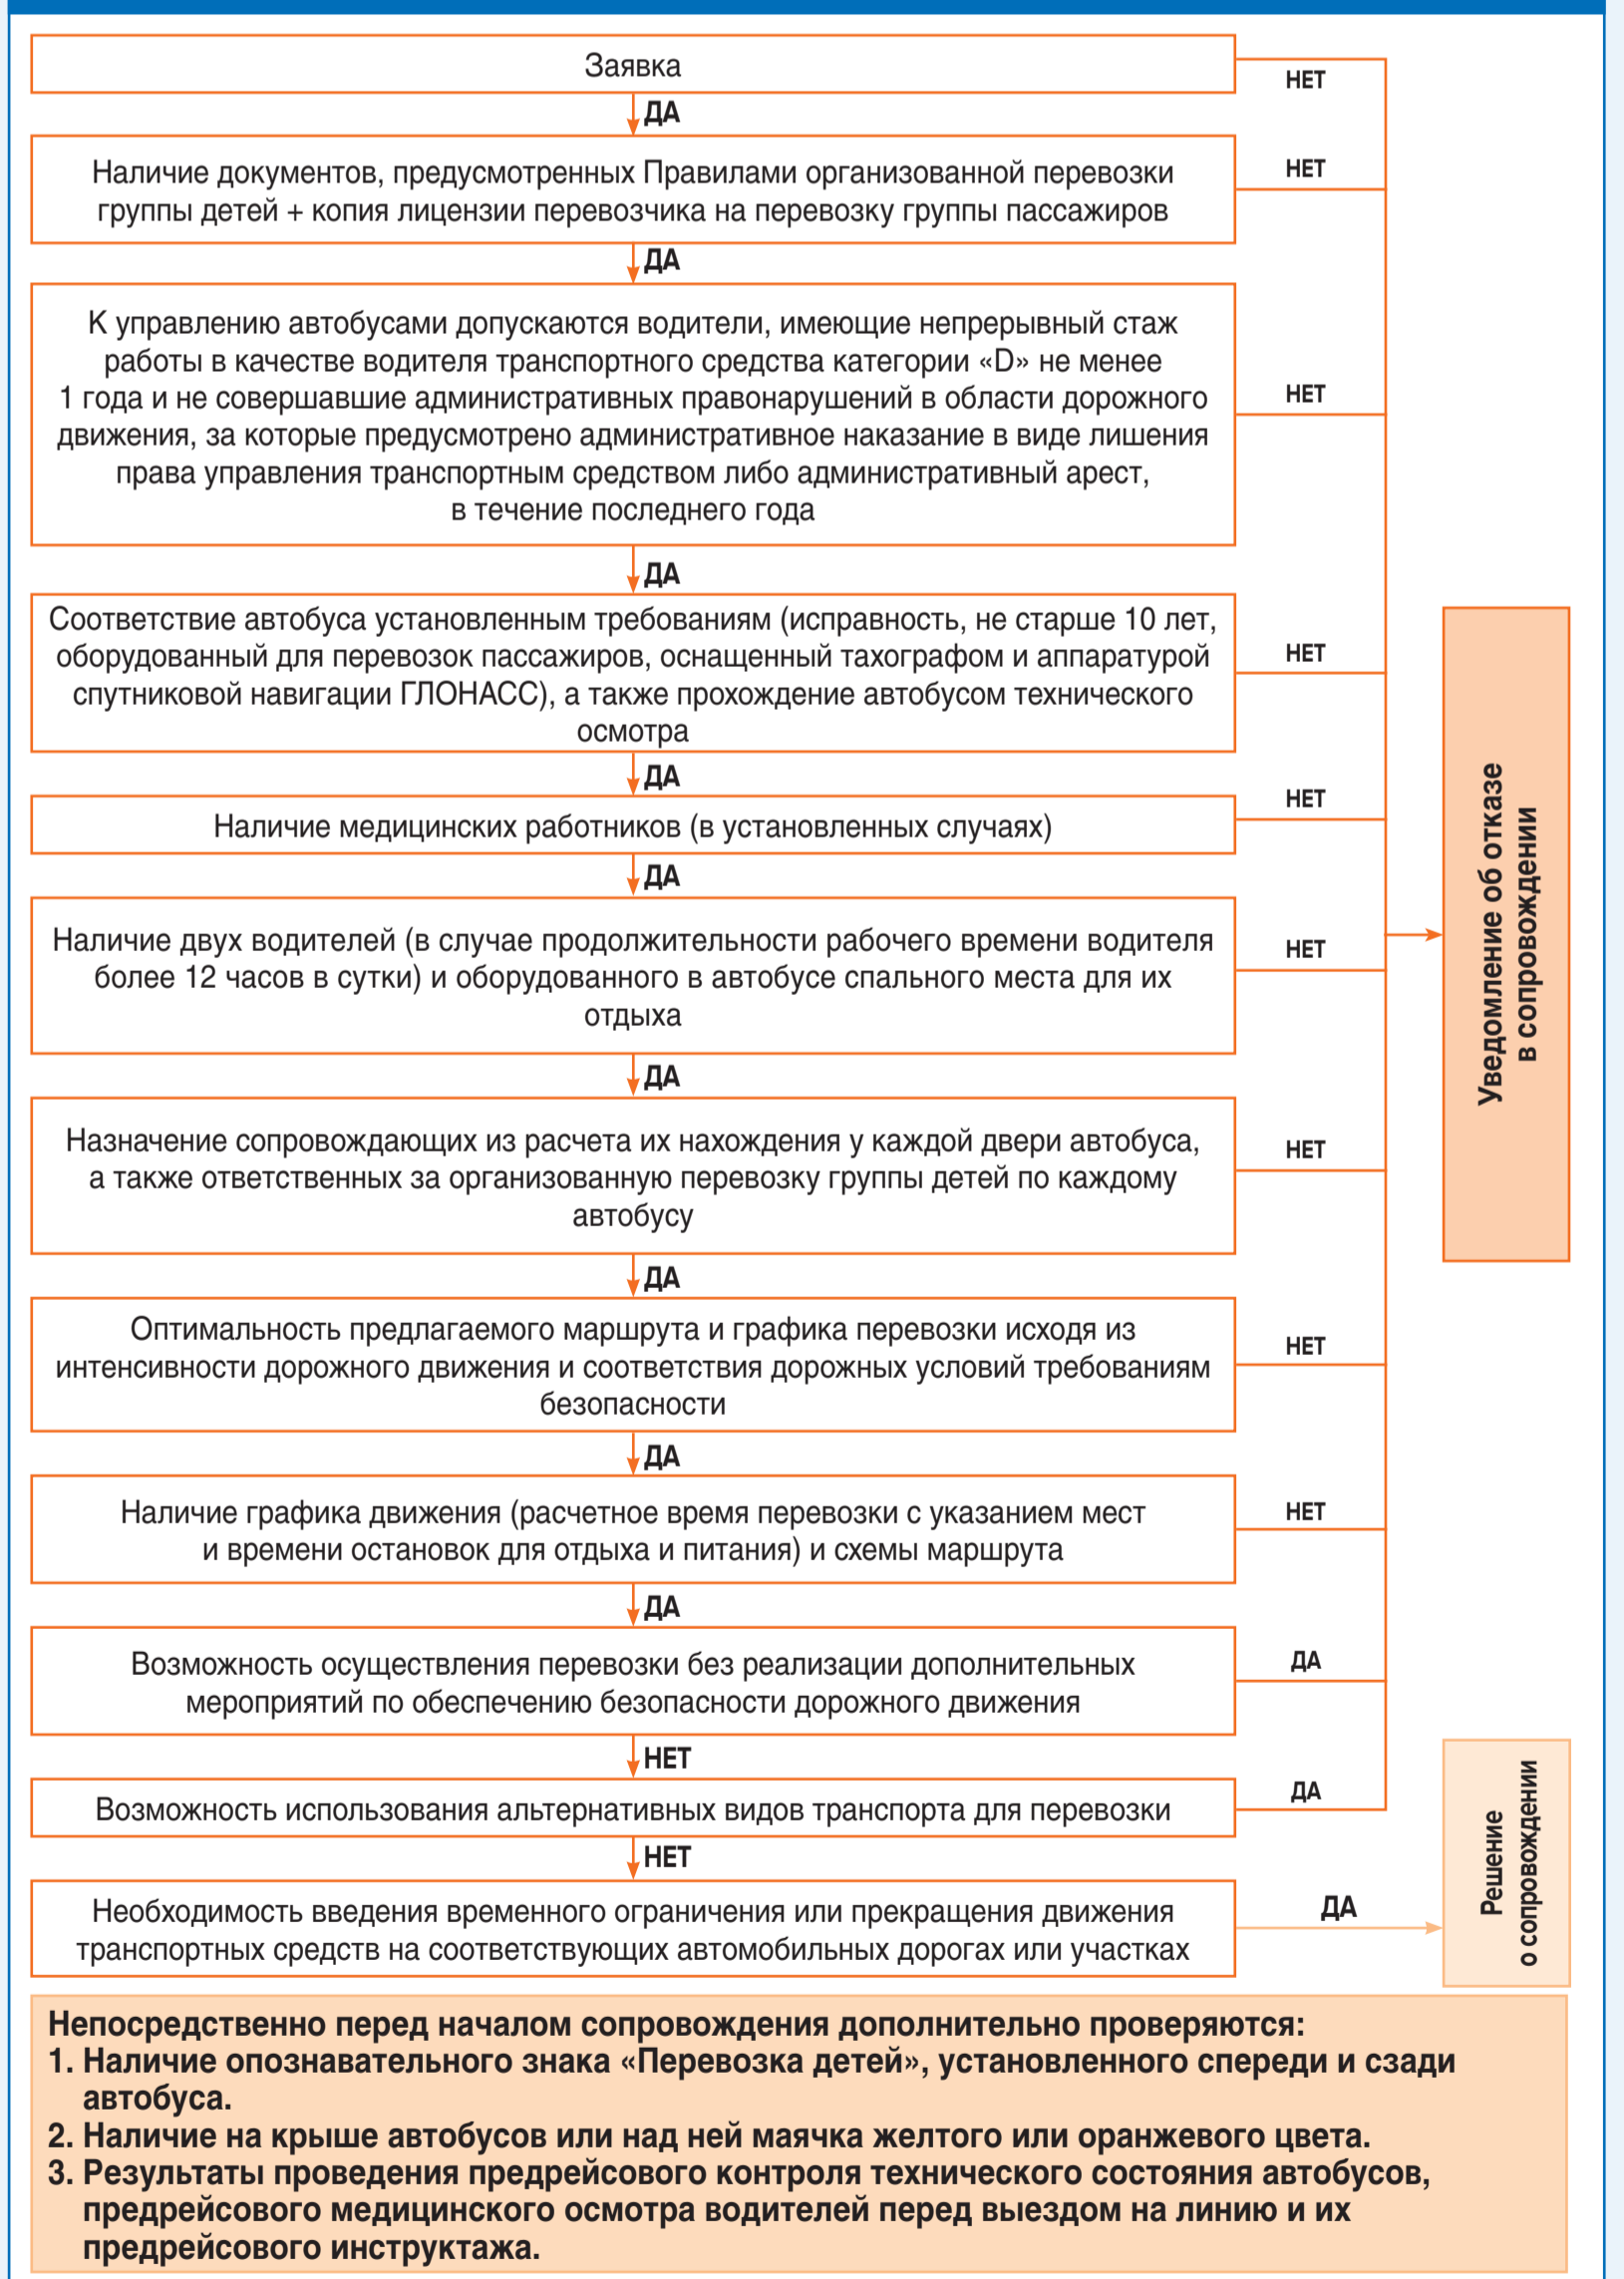 Заявка
НЕТ
ДА
Наличие документов, предусмотренных Правилами организованной перевозки
группы детей + копия лицензии перевозчика на перевозку группы пассажиров
НЕТ
ДА
К управлению автобусами допускаются водители, имеющие непрерывный стаж
работы в качестве водителя транспортного средства категории «D» не менее
1 года и не совершавшие административных правонарушений в области дорожного
движения, за которые предусмотрено административное наказание в виде лишения
права управления транспортным средством либо административный арест,
в течение последнего года
НЕТ
ДА
Соответствие автобуса установленным требованиям (исправность, не старше 10 лет,
оборудованный для перевозок пассажиров, оснащенный тахографом и аппаратурой
спутниковой навигации ГЛОНАСС), а также прохождение автобусом технического
осмотра
НЕТ
ДА
Наличие медицинских работников (в установленных случаях)
НЕТ
ДА
Наличие двух водителей (в случае продолжительности рабочего времени водителя
более 12 часов в сутки) и оборудованного в автобусе спального места для их
отдыха
НЕТ
ДА
Назначение сопровождающих из расчета их нахождения у каждой двери автобуса,
а также ответственных за организованную перевозку группы детей по каждому
автобусу
НЕТ
ДА
Оптимальность предлагаемого маршрута и графика перевозки исходя из
интенсивности дорожного движения и соответствия дорожных условий требованиям
безопасности
НЕТ
ДА
Наличие графика движения (расчетное время перевозки с указанием мест
и времени остановок для отдыха и питания) и схемы маршрута
НЕТ
ДА
Возможность осуществления перевозки без реализации дополнительных
мероприятий по обеспечению безопасности дорожного движения
ДА
НЕТ
Возможность использования альтернативных видов транспорта для перевозки
ДА
НЕТ
Необходимость введения временного ограничения или прекращения движения
транспортных средств на соответствующих автомобильных дорогах или участках
ДА
Уведомление об отказе
в сопровождении
Решение
о сопровождении
Непосредственно перед началом сопровождения дополнительно проверяются:
1. Наличие опознавательного знака «Перевозка детей», установленного спереди и сзади
автобуса.
2. Наличие на крыше автобусов или над ней маячка желтого или оранжевого цвета.
3. Результаты проведения предрейсового контроля технического состояния автобусов,
предрейсового медицинского осмотра водителей перед выездом на линию и их
предрейсового инструктажа.